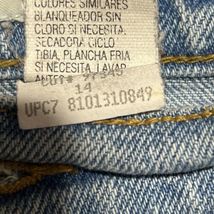 COLORES SIMILARES
BLANQUEADOR SIN
CLORO SI NECESITA,
SECADORA CICLO
TIBIA, PLANCHA FRIA
SI NECESITA, LAVAR
14
UPC7 8101310849